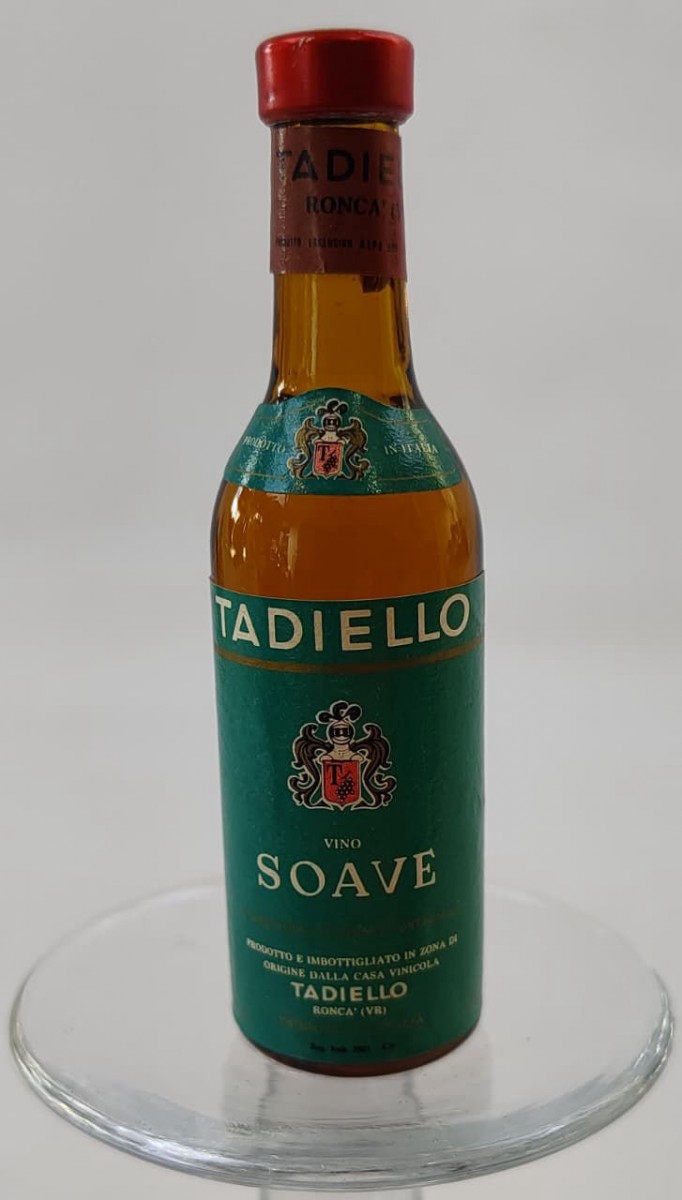 TADIE
RONCA'
PRODOTTO IN ITALIA
T
TADIELLO
T
VINO
SOAVE
PRODOTTO E IMBOTTIGLIATO IN ZONA DI
ORIGINE DALLA CASA VINICOLA
TADIELLO
RONCA' (VR)